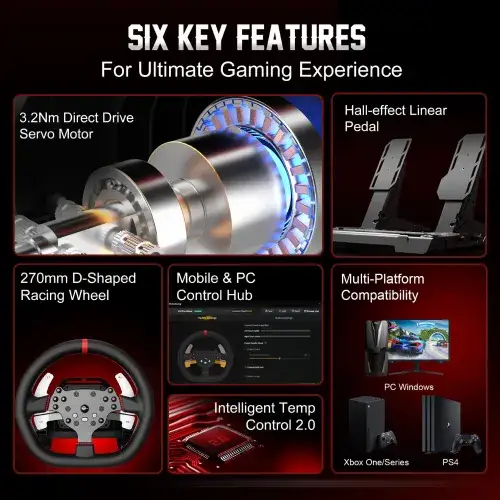 SIX KEY FEATURES
For Ultimate Gaming Experience
3.2Nm Direct Drive
Servo Motor
Hall-effect Linear
Pedal
270mm D-Shaped
Racing Wheel
Mobile & PC
Control Hub
Multi-Platform
Compatibility
PC Windows
Intelligent Temp
Control 2.0
Xbox One/Series
PS4